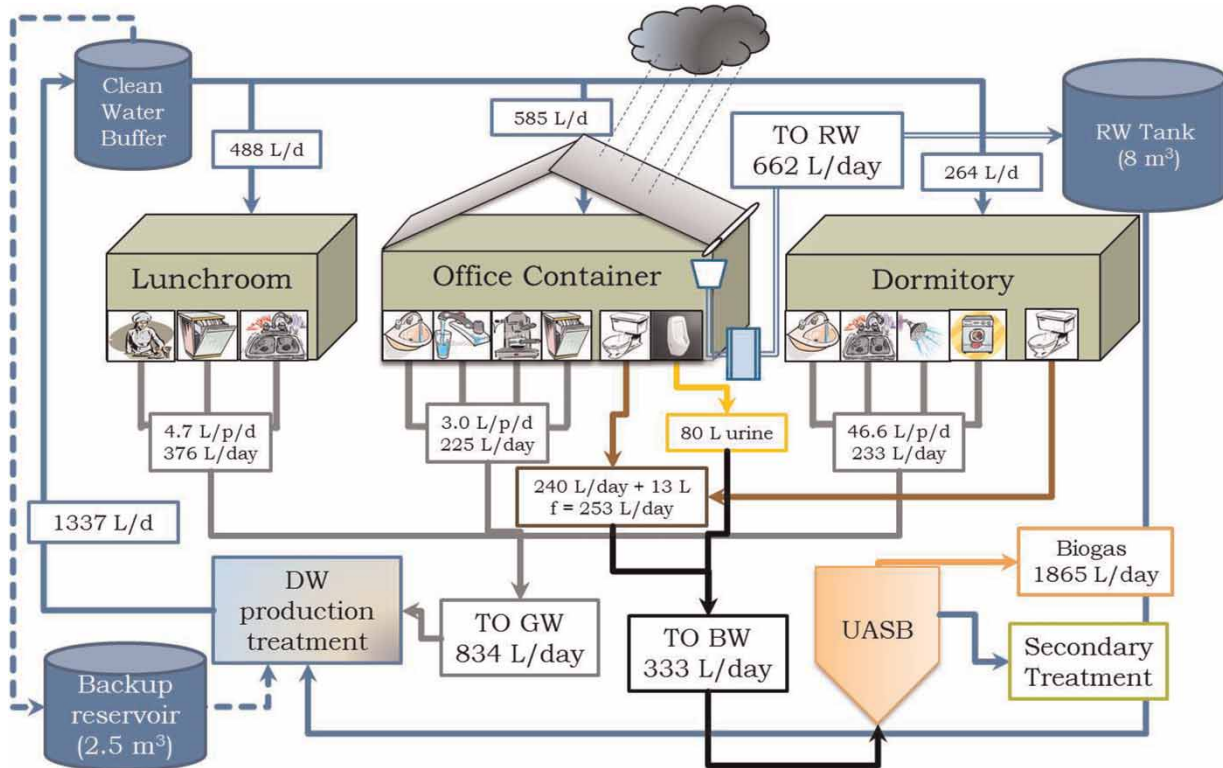 Clean
Water
Buffer
488 L/d
585 L/d
TO RW
662 L/day
264 L/d
RW Tank
(8 m³)
Lunchroom
Office Container
Dormitory
4.7 L/p/d
376 L/day
3.0 L/p/d
225 L/day
80 L urine
46.6 L/p/d
233 L/day
240 L/day + 13 L
f = 253 L/day
1337 L/d
DW
production
treatment
TO GW
834 L/day
TO BW
333 L/day
UASB
Biogas
1865 L/day
Secondary
Treatment
Backup
reservoir
(2.5 m³)